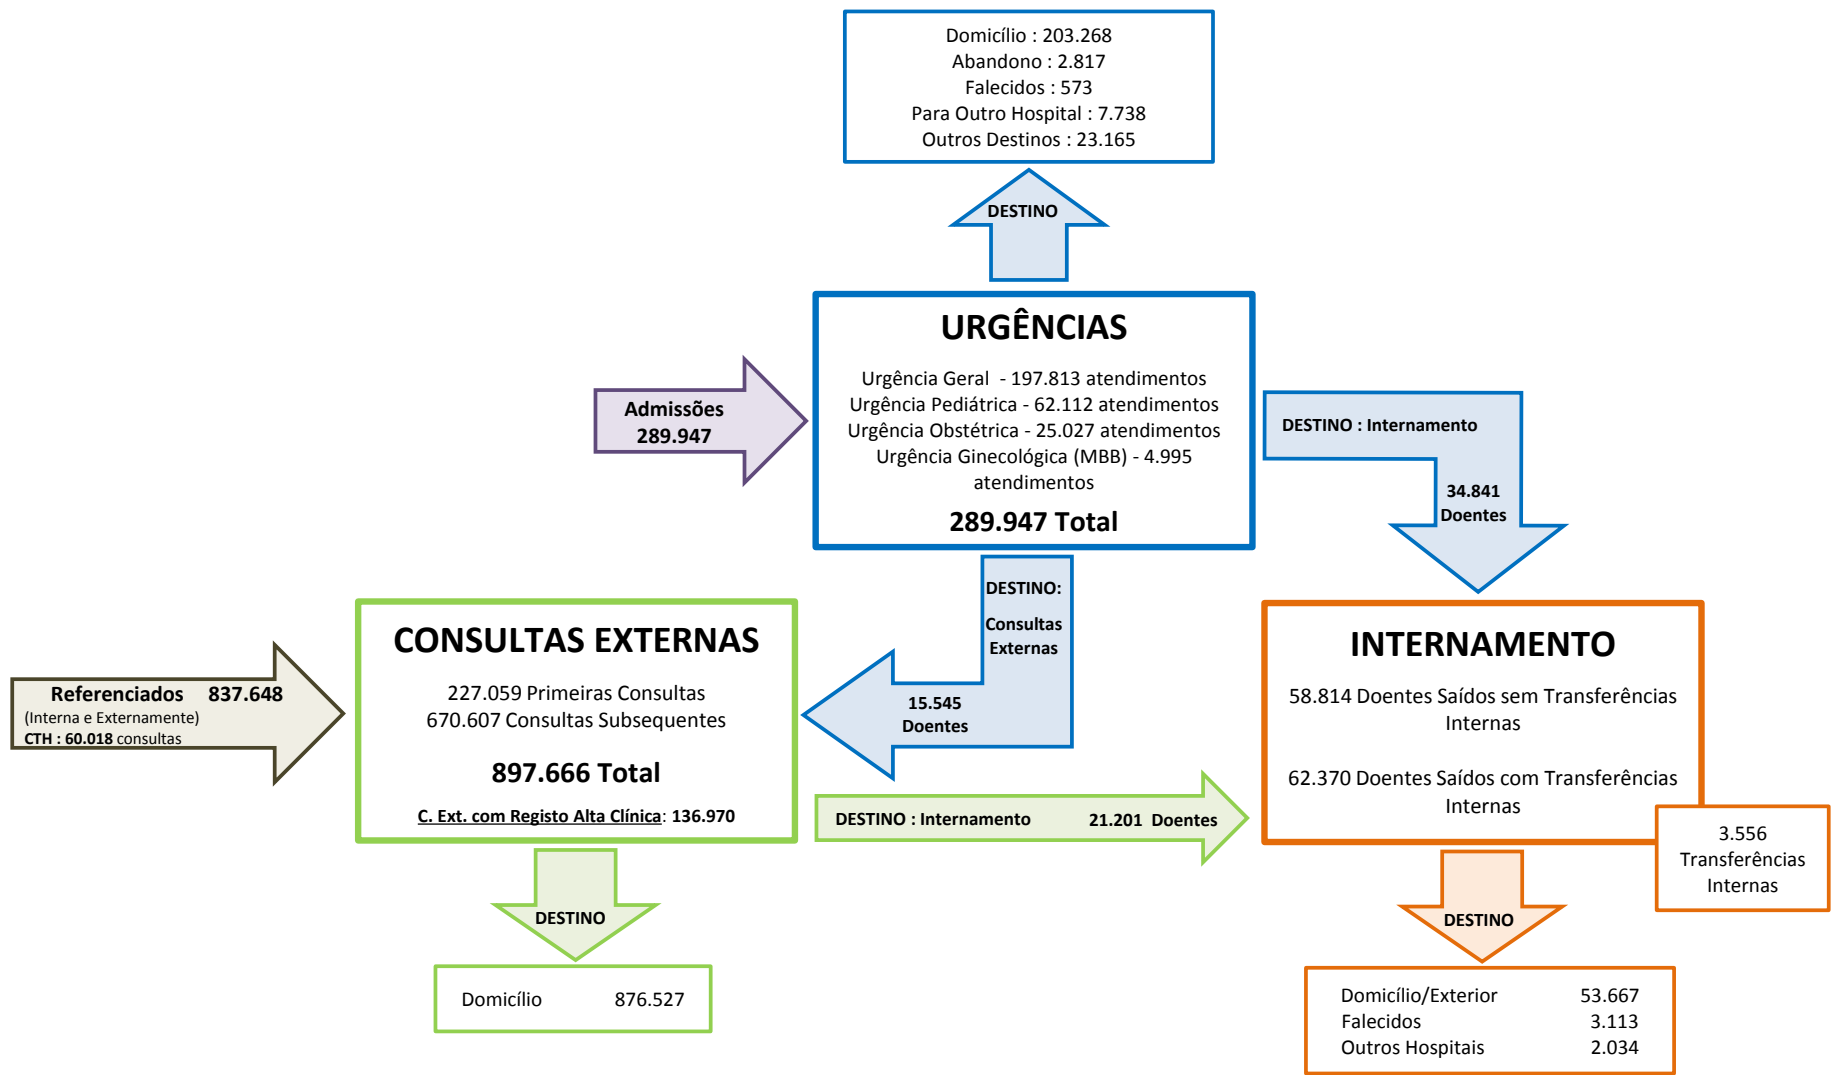 Domicílio : 203.268
Abandono : 2.817
Falecidos : 573
Para Outro Hospital : 7.738
Outros Destinos : 23.165
DESTINO
URGÊNCIAS
Urgência Geral - 197.813 atendimentos
Urgência Pediátrica - 62.112 atendimentos
Urgência Obstétrica - 25.027 atendimentos
Urgência Ginecológica (MBB) - 4.995
atendimentos
289.947 Total
Admissões
289.947
DESTINO : Internamento
34.841
Doentes
DESTINO:
Consultas
Externas
15.545
Doentes
CONSULTAS EXTERNAS
227.059 Primeiras Consultas
670.607 Consultas Subsequentes
897.666 Total
C. Ext. com Registo Alta Clínica: 136.970
Referenciados 837.648
(Interna e Externamente)
CTH : 60.018 consultas
INTERNAMENTO
58.814 Doentes Saídos sem Transferências
Internas
62.370 Doentes Saídos com Transferências
Internas
3.556
Transferências
Internas
DESTINO : Internamento 21.201 Doentes
DESTINO
Domicílio 876.527
DESTINO
Domicílio/Exterior 53.667
Falecidos 3.113
Outros Hospitais 2.034